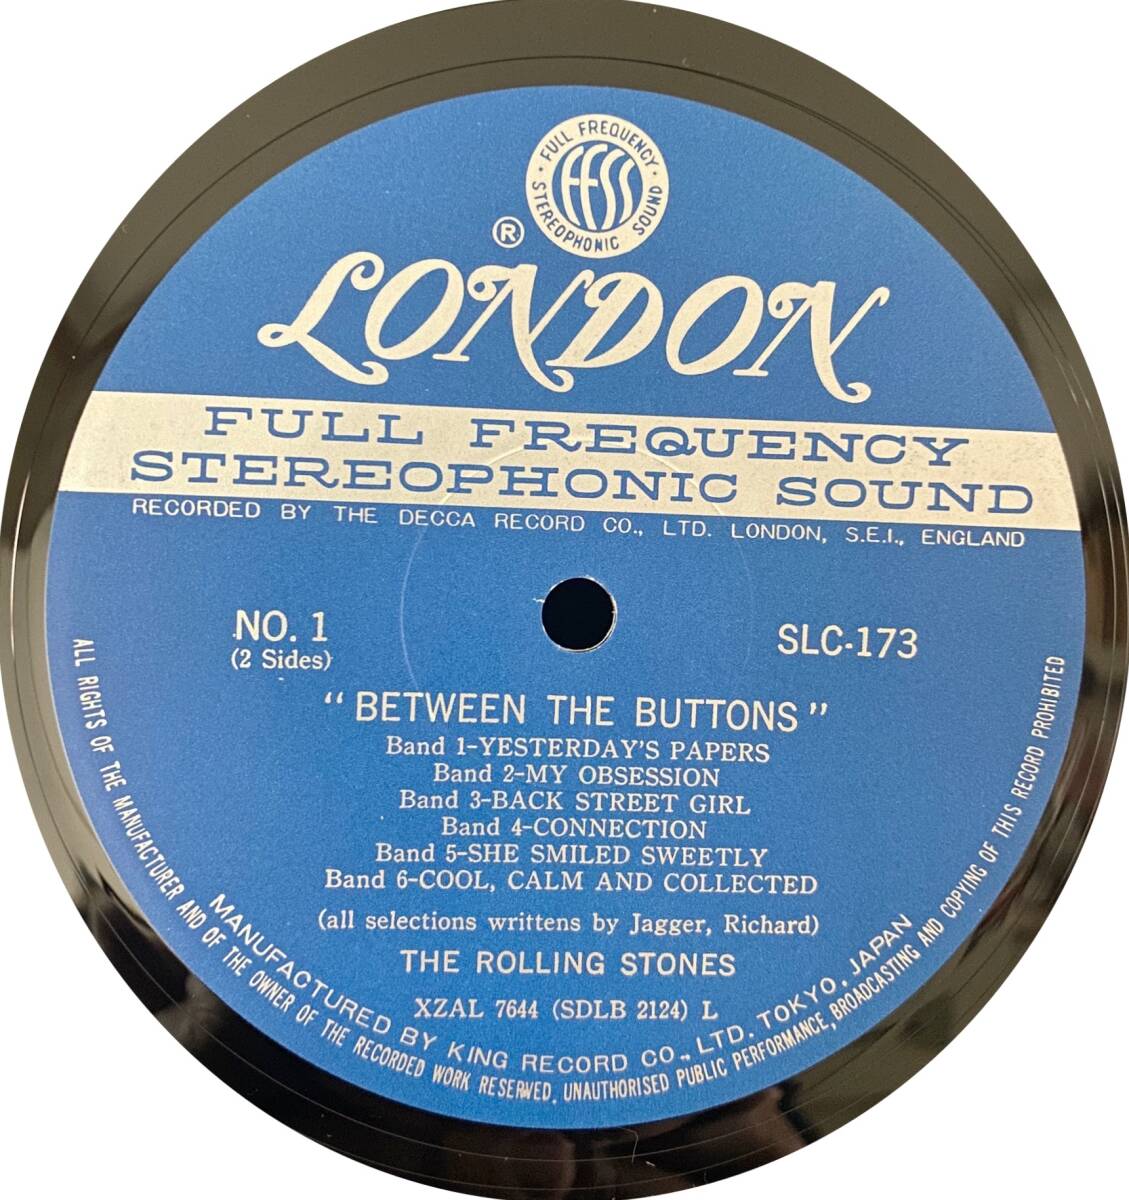 FULL FREQUENCY
FFSS
STEREOPHONIC SOUND
®
LONDON
FULL FREQUENCY
STEREOPHONIC SOUND
RECORDED BY THE DECCA RECORD CO., LTD. LONDON, S.E.I., ENGLAND
NO. 1
(2 Sides)
SLC-173
"BETWEEN THE BUTTONS"
Band 1-YESTERDAY'S PAPERS
Band 2-MY OBSESSION
Band 3-BACK STREET GIRL
Band 4-CONNECTION
Band 5-SHE SMILED SWEETLY
Band 6-COOL, CALM AND COLLECTED
(all selections writtens by Jagger, Richard)
THE ROLLING STONES
XZAL 7644 (SDLB 2124) L
MANUFACTURED BY KING RECORD CO., LTD. TOKYO, JAPAN
ALL RIGHTS OF THE MANUFACTURER AND OF THE OWNER OF THE RECORDED WORK RESERVED, UNAUTHORISED PUBLIC PERFORMANCE, BROADCASTING AND COPYING OF THIS RECORD PROHIBITED